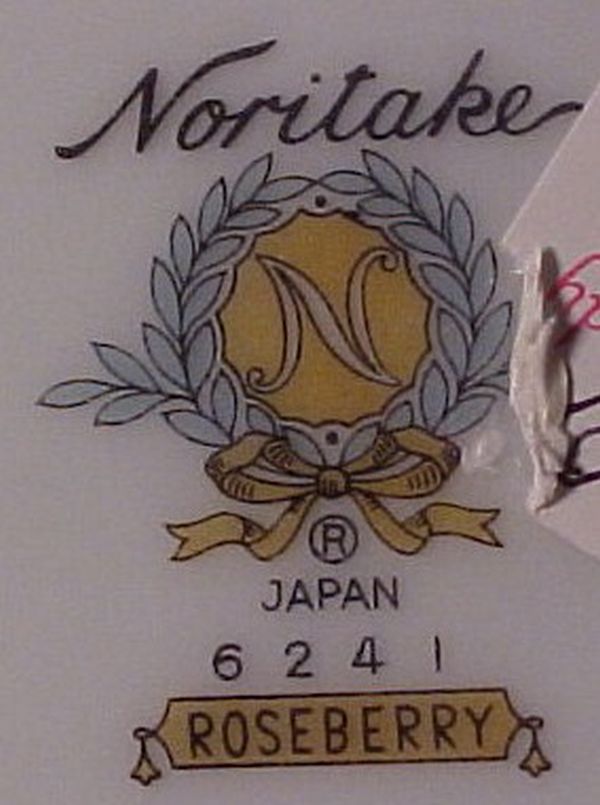 Noritake
N
®
JAPAN
6241
ROSEBERRY